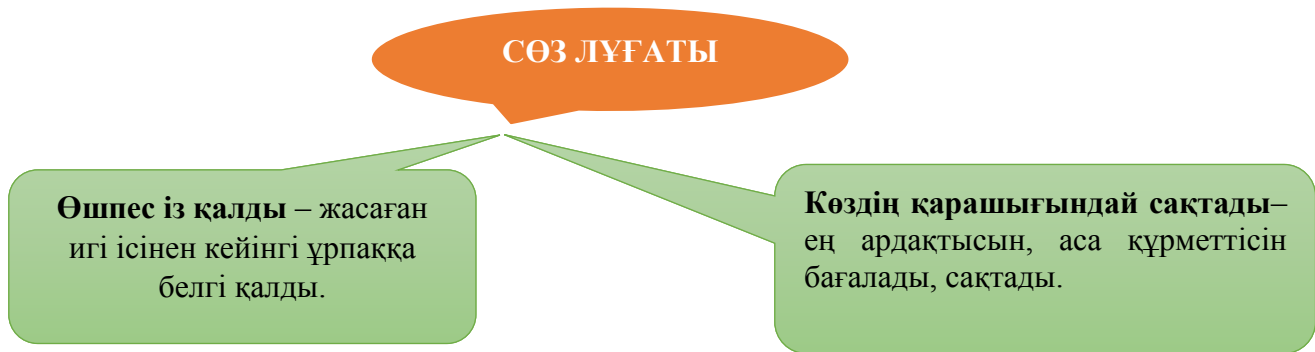 СӨЗ ЛҰҒАТЫ
Өшпес із қалды – жасаған
игі ісінен кейінгі ұрпаққа
белгі қалды.
Көздің қарашығындай сақтады–
ең ардақтысын, аса құрметтісін
бағалады, сақтады.